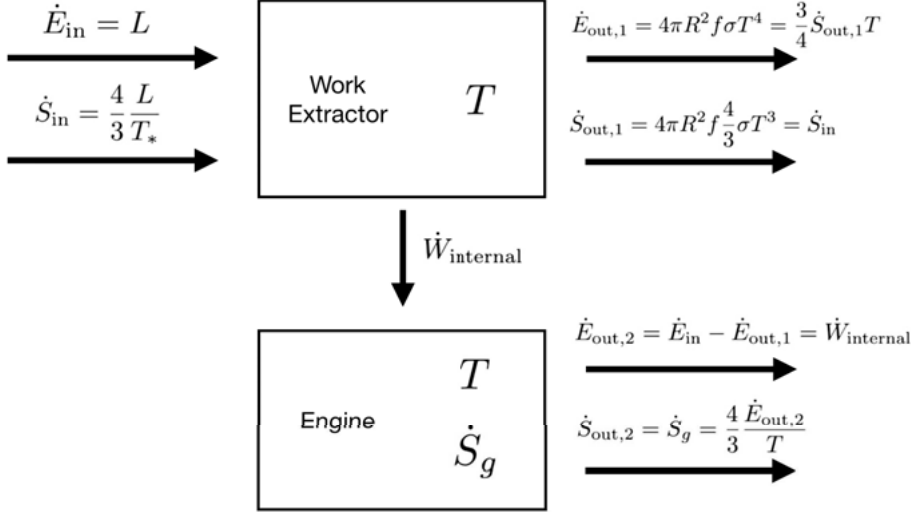 Ė_in = L
Ṡ_in = 4/3 L/T_*
Work
Extractor
T
Ė_out,1 = 4πR²fσT⁴ = 3/4 Ṡ_out,1 T
Ṡ_out,1 = 4πR²f 4/3 σT³ = Ṡ_in
Ẇ_internal
Engine
T
Ṡ_g
Ė_out,2 = Ė_in − Ė_out,1 = Ẇ_internal
Ṡ_out,2 = Ṡ_g = 4/3 Ė_out,2/T